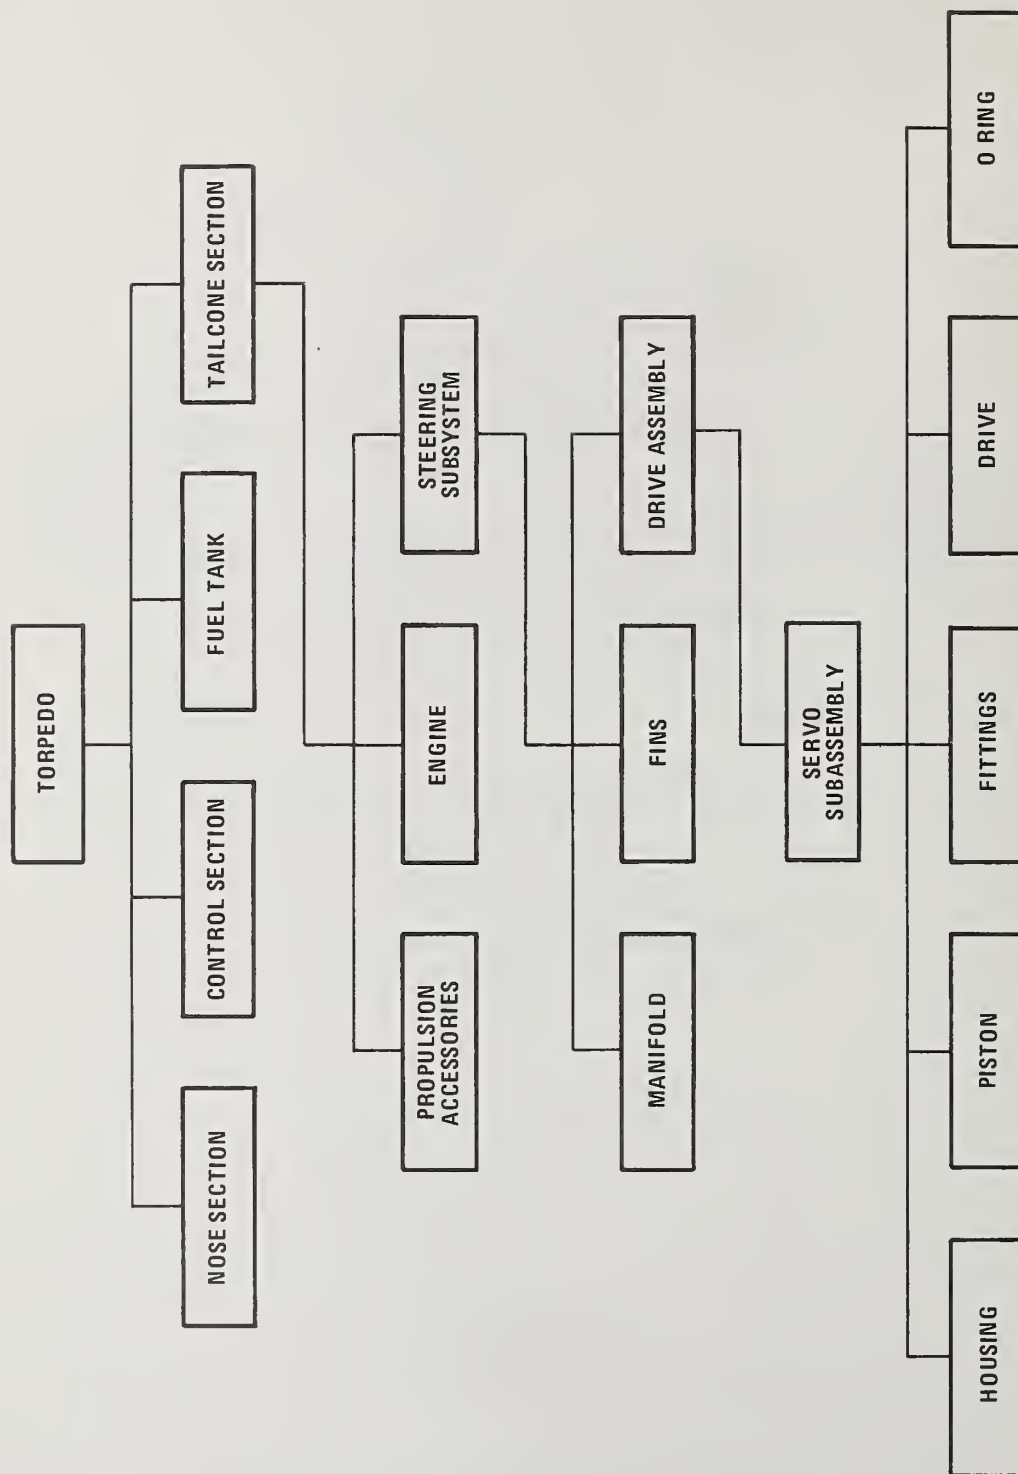 TORPEDO
NOSE SECTION
CONTROL SECTION
FUEL TANK
TAILCONE SECTION
PROPULSION
ACCESSORIES
ENGINE
STEERING
SUBSYSTEM
MANIFOLD
FINS
DRIVE ASSEMBLY
SERVO
SUBASSEMBLY
HOUSING
PISTON
FITTINGS
DRIVE
O RING